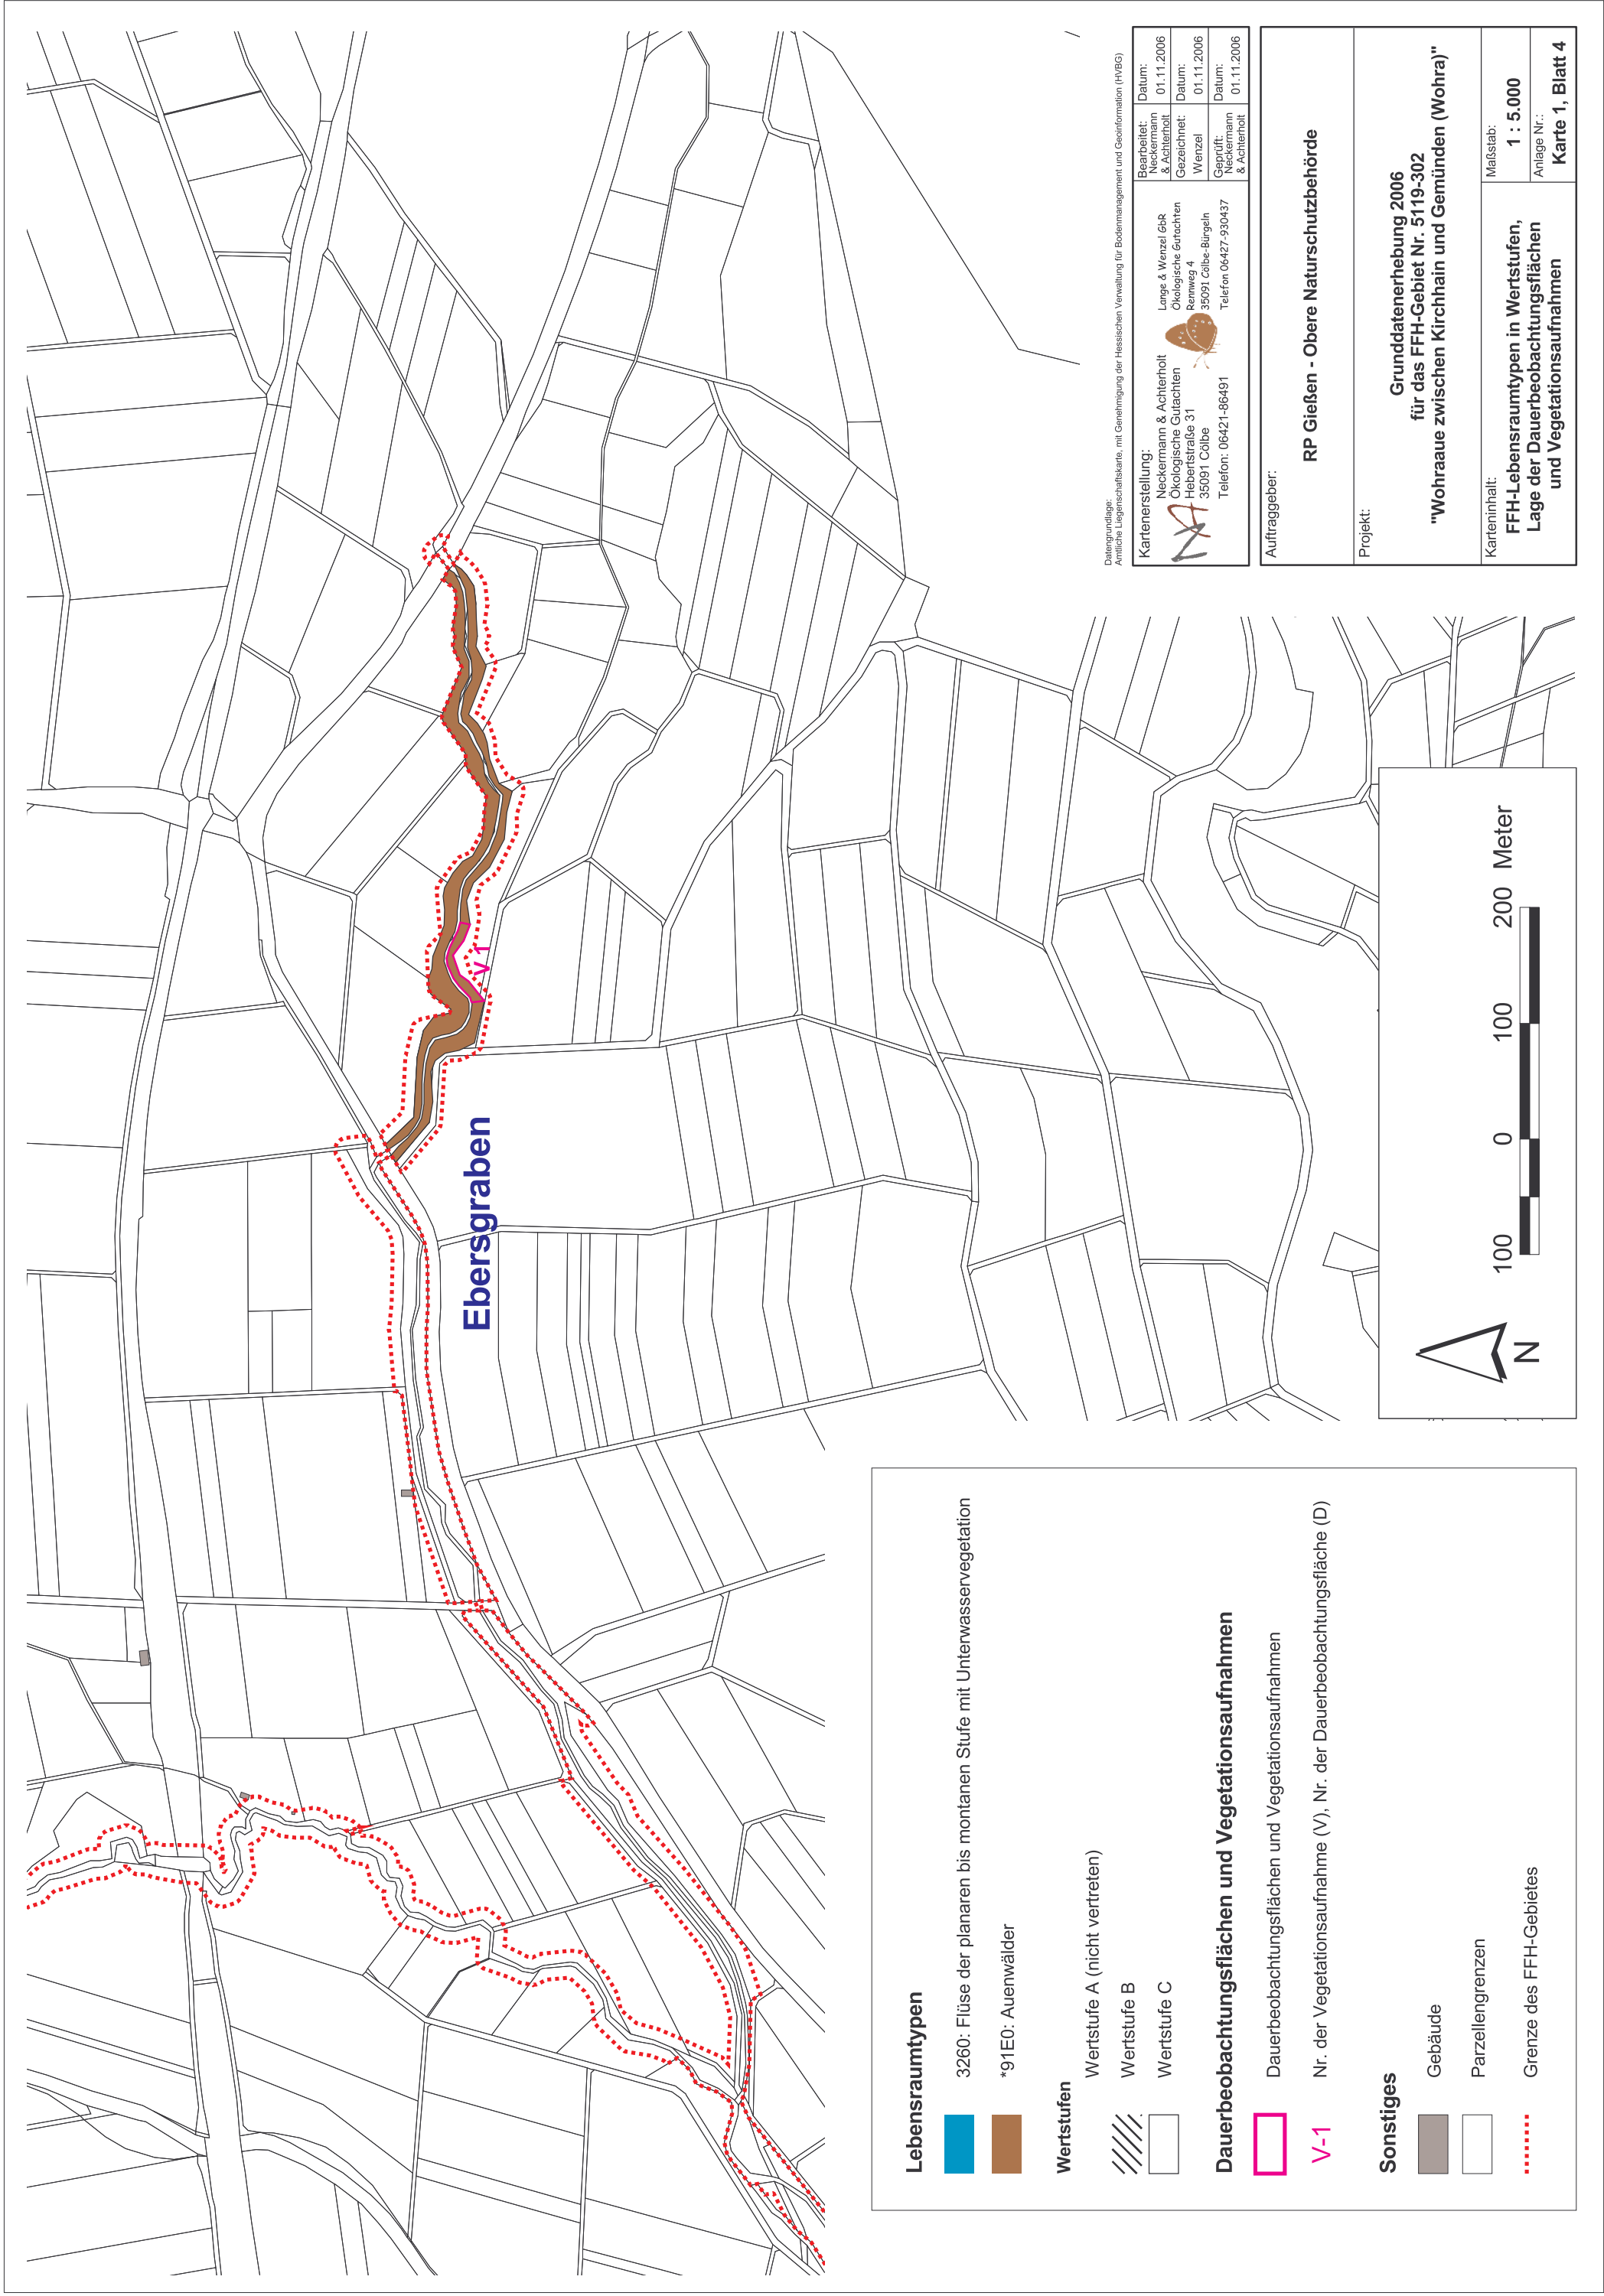 Ebersgraben
V 1
Lebensraumtypen
3260: Flüse der planaren bis montanen Stufe mit Unterwasservegetation
*91E0: Auenwälder
Wertstufen
Wertstufe A (nicht vertreten)
Wertstufe B
Wertstufe C
Dauerbeobachtungsflächen und Vegetationsaufnahmen
Dauerbeobachtungsflächen und Vegetationsaufnahmen
V-1
Nr. der Vegetationsaufnahme (V), Nr. der Dauerbeobachtungsfläche (D)
Sonstiges
Gebäude
Parzellengrenzen
Grenze des FFH-Gebietes
N
100 0 100 200 Meter
Datengrundlage:
Amtliche Liegenschaftskarte, mit Genehmigung der Hessischen Verwaltung für Bodenmanagement und Geoinformation (HVBG)
Kartenerstellung:
Neckermann & Achterholt
Ökologische Gutachten
Hebertstraße 31
35091 Cölbe
Telefon: 06421-86491
Lange & Wenzel GbR
Ökologische Gutachten
Rennweg 4
35091 Cölbe-Bürgeln
Telefon 06427-930437
Bearbeitet:
Neckermann
& Achterholt
Datum:
01.11.2006
Gezeichnet:
Wenzel
Datum:
01.11.2006
Geprüft:
Neckermann
& Achterholt
Datum:
01.11.2006
Auftraggeber:
RP Gießen - Obere Naturschutzbehörde
Projekt:
Grunddatenerhebung 2006
für das FFH-Gebiet Nr. 5119-302
"Wohraaue zwischen Kirchhain und Gemünden (Wohra)"
Karteninhalt:
FFH-Lebensraumtypen in Wertstufen,
Lage der Dauerbeobachtungsflächen
und Vegetationsaufnahmen
Maßstab:
1 : 5.000
Anlage Nr.:
Karte 1, Blatt 4